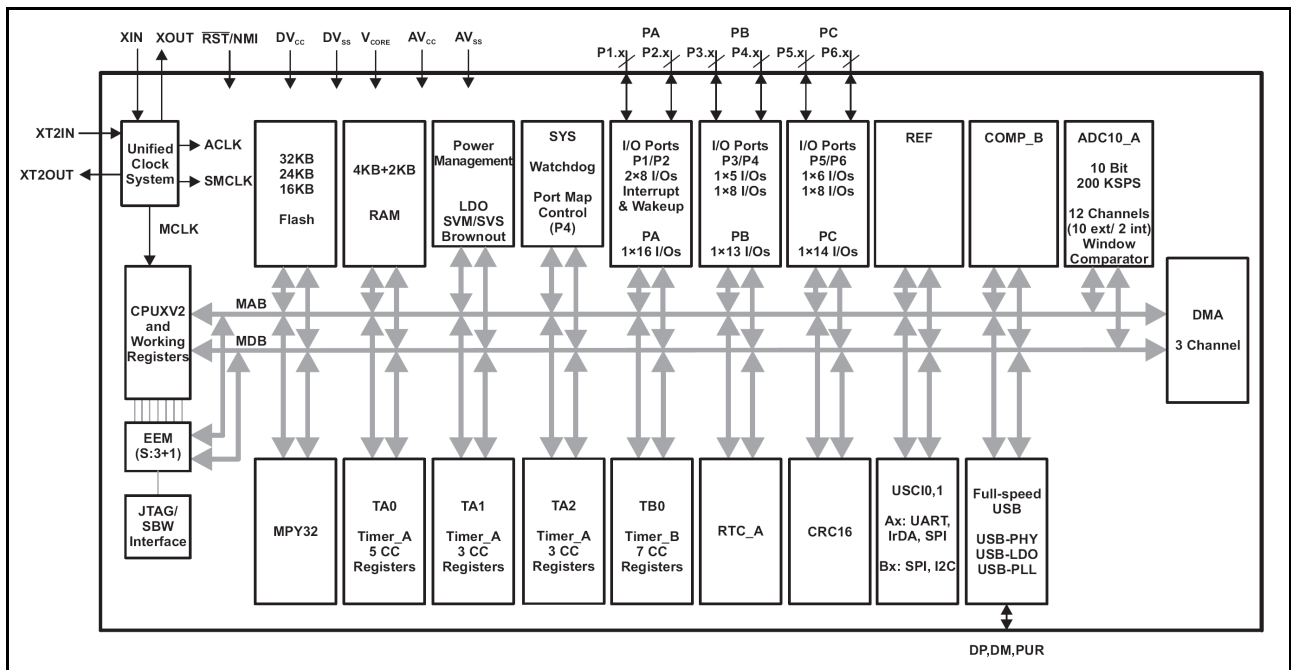 XIN XOUT RST/NMI DVCC DVSS VCORE AVCC AVSS
PA PB PC
P1.x P2.x P3.x P4.x P5.x P6.x
XT2IN
XT2OUT
Unified
Clock
System
ACLK
SMCLK
MCLK
32KB
24KB
16KB
Flash
4KB+2KB
RAM
Power
Management
LDO
SVM/SVS
Brownout
SYS
Watchdog
Port Map
Control
(P4)
I/O Ports
P1/P2
2×8 I/Os
Interrupt
& Wakeup
PA
1×16 I/Os
I/O Ports
P3/P4
1×5 I/Os
1×8 I/Os
PB
1×13 I/Os
I/O Ports
P5/P6
1×6 I/Os
1×8 I/Os
PC
1×14 I/Os
REF
COMP_B
ADC10_A
10 Bit
200 KSPS
12 Channels
(10 ext/ 2 int)
Window
Comparator
CPUXV2
and
Working
Registers
MAB
MDB
DMA
3 Channel
EEM
(S:3+1)
JTAG/
SBW
Interface
MPY32
TA0
Timer_A
5 CC
Registers
TA1
Timer_A
3 CC
Registers
TA2
Timer_A
3 CC
Registers
TB0
Timer_B
7 CC
Registers
RTC_A
CRC16
USCI0,1
Ax: UART,
IrDA, SPI
Bx: SPI, I2C
Full-speed
USB
USB-PHY
USB-LDO
USB-PLL
DP,DM,PUR